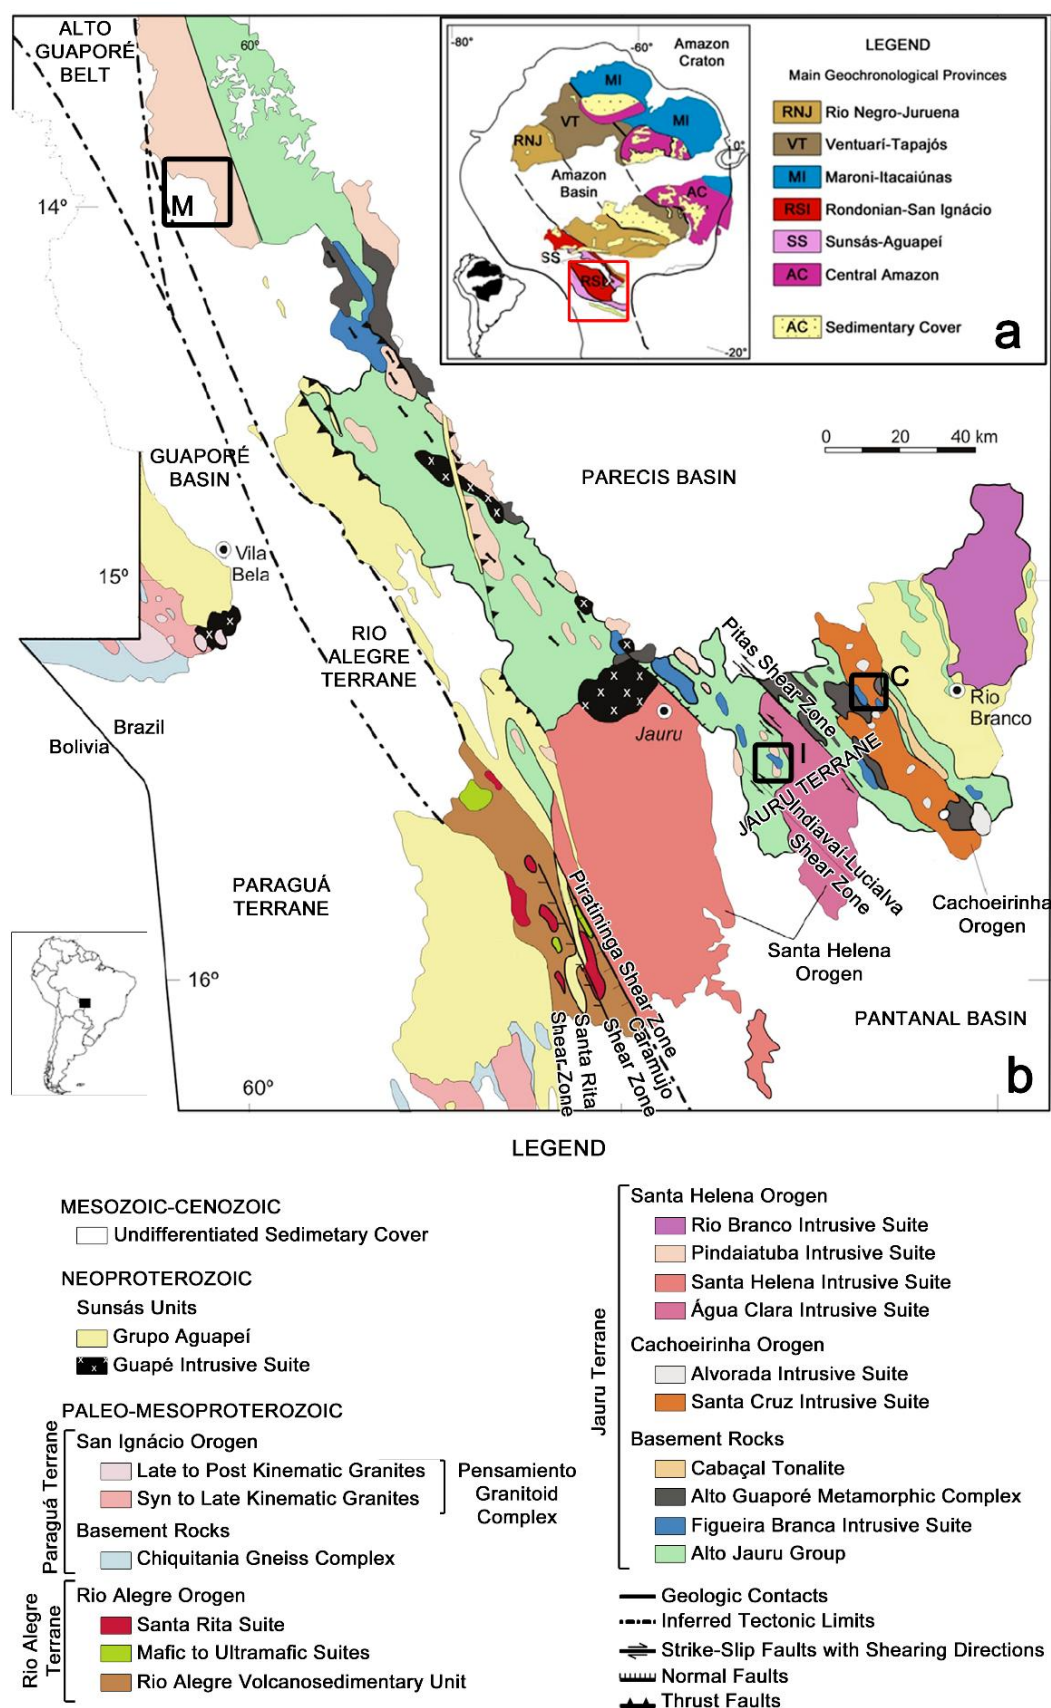 ALTO
GUAPORÉ
BELT
60º
14º
M
-80º
-60º
Amazon
Craton
MI
VT
MI
RNJ
0º
Amazon
Basin
AC
SS
RSI
-20º
LEGEND
Main Geochronological Provinces
RNJ Rio Negro-Juruena
VT Ventuarí-Tapajós
MI Maroni-Itacaiúnas
RSI Rondonian-San Ignácio
SS Sunsás-Aguapeí
AC Central Amazon
AC Sedimentary Cover
a
0 20 40 km
GUAPORÉ
BASIN
PARECIS BASIN
Vila
Bela
15º
RIO
ALEGRE
TERRANE
Pitas Shear Zone
C
Rio
Branco
Brazil
Bolivia
Jauru
I
JAURU TERRANE
Indiavaí-Lucialva
Shear Zone
PARAGUÁ
TERRANE
Cachoeirinha
Orogen
Santa Helena
Orogen
Piratininga Shear Zone
16º
PANTANAL BASIN
Santa Rita
Shear Zone
Caramujo
Shear Zone
60º
b
LEGEND
MESOZOIC-CENOZOIC
Undifferentiated Sedimetary Cover
NEOPROTEROZOIC
Sunsás Units
Grupo Aguapeí
Guapé Intrusive Suite
PALEO-MESOPROTEROZOIC
Paraguá Terrane
San Ignácio Orogen
Late to Post Kinematic Granites
Syn to Late Kinematic Granites
Pensamiento
Granitoid
Complex
Basement Rocks
Chiquitania Gneiss Complex
Rio Alegre
Terrane
Rio Alegre Orogen
Santa Rita Suite
Mafic to Ultramafic Suites
Rio Alegre Volcanosedimentary Unit
Jauru Terrane
Santa Helena Orogen
Rio Branco Intrusive Suite
Pindaiatuba Intrusive Suite
Santa Helena Intrusive Suite
Água Clara Intrusive Suite
Cachoeirinha Orogen
Alvorada Intrusive Suite
Santa Cruz Intrusive Suite
Basement Rocks
Cabaçal Tonalite
Alto Guaporé Metamorphic Complex
Figueira Branca Intrusive Suite
Alto Jauru Group
Geologic Contacts
Inferred Tectonic Limits
Strike-Slip Faults with Shearing Directions
Normal Faults
Thrust Faults